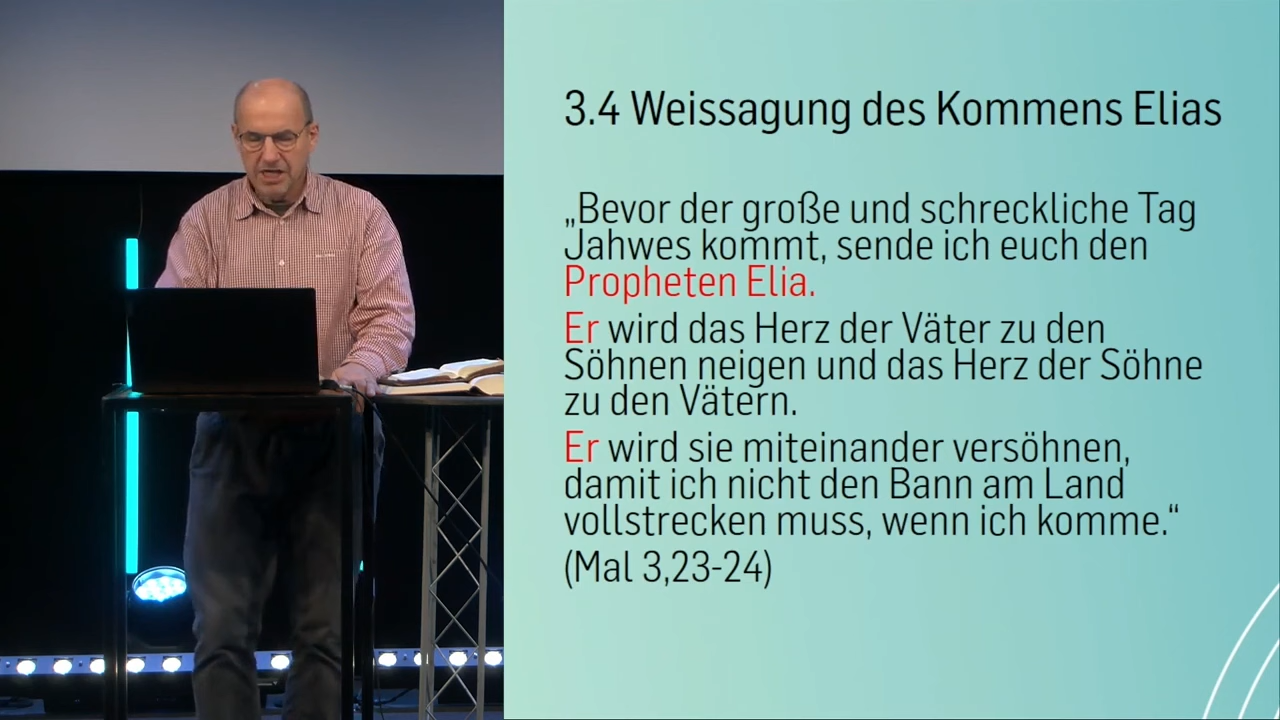 3.4 Weissagung des Kommens Elias
„Bevor der große und schreckliche Tag
Jahwes kommt, sende ich euch den
Propheten Elia.
Er wird das Herz der Väter zu den
Söhnen neigen und das Herz der Söhne
zu den Vätern.
Er wird sie miteinander versöhnen,
damit ich nicht den Bann am Land
vollstrecken muss, wenn ich komme.“
(Mal 3,23-24)